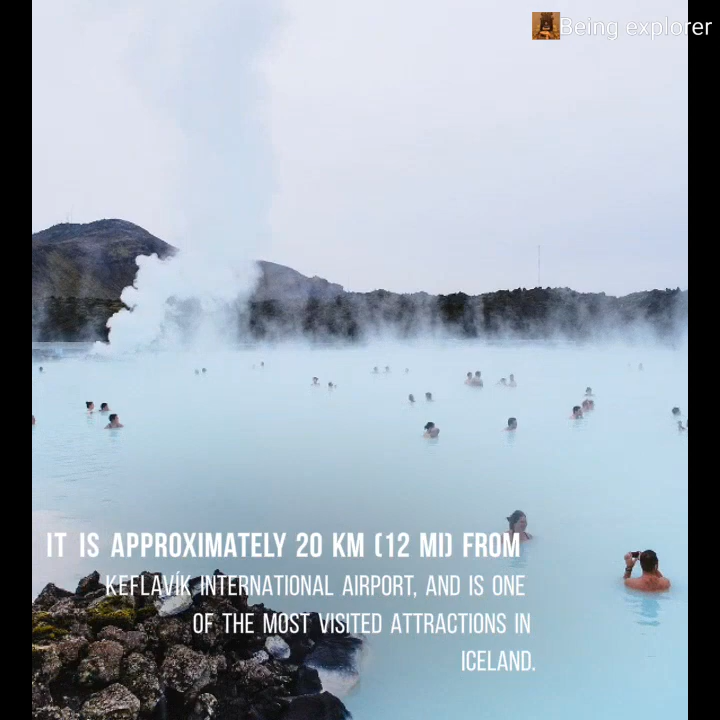 Being explorer
IT IS APPROXIMATELY 20 KM (12 MI) FROM
KEFLAVÍK INTERNATIONAL AIRPORT, AND IS ONE
OF THE MOST VISITED ATTRACTIONS IN
ICELAND.